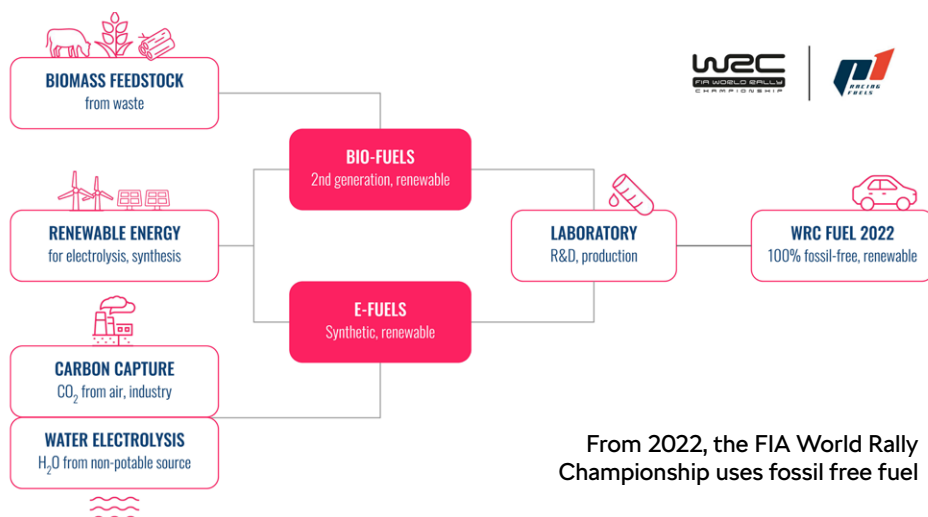 BIOMASS FEEDSTOCK
from waste
WRC
FIA WORLD RALLY
CHAMPIONSHIP
P1
RACING
FUELS
BIO-FUELS
2nd generation, renewable
RENEWABLE ENERGY
for electrolysis, synthesis
LABORATORY
R&D, production
WRC FUEL 2022
100% fossil-free, renewable
E-FUELS
Synthetic, renewable
CARBON CAPTURE
CO₂ from air, industry
WATER ELECTROLYSIS
H₂O from non-potable source
From 2022, the FIA World Rally
Championship uses fossil free fuel